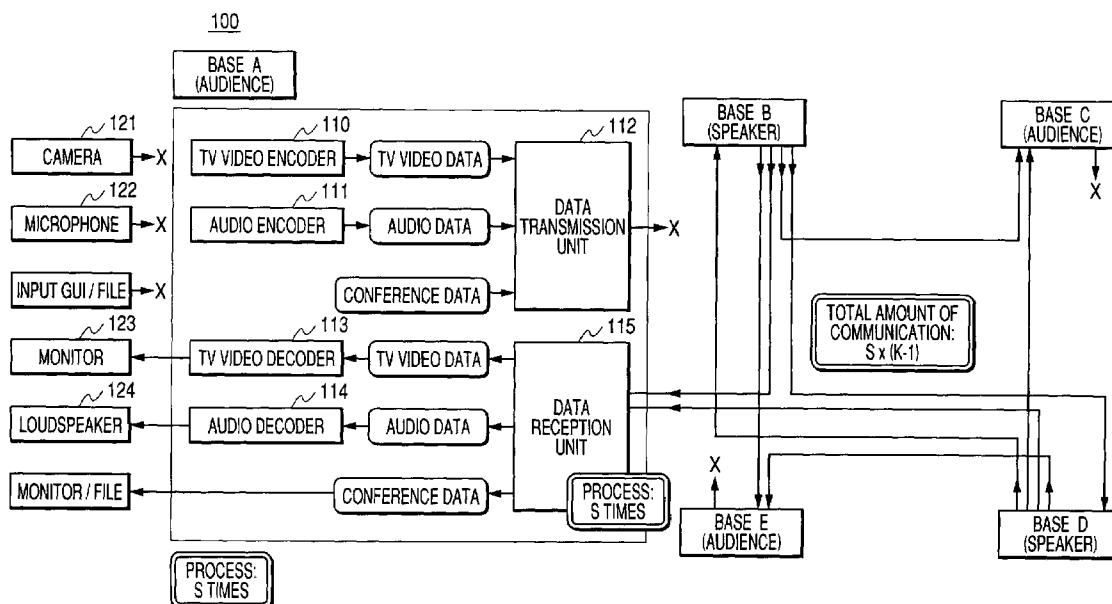 100
BASE A
(AUDIENCE)
121
CAMERA
X
122
MICROPHONE
X
INPUT GUI / FILE
X
123
MONITOR
124
LOUDSPEAKER
MONITOR / FILE
110
TV VIDEO ENCODER
TV VIDEO DATA
111
AUDIO ENCODER
AUDIO DATA
CONFERENCE DATA
112
DATA
TRANSMISSION
UNIT
X
113
TV VIDEO DECODER
TV VIDEO DATA
114
AUDIO DECODER
AUDIO DATA
CONFERENCE DATA
115
DATA
RECEPTION
UNIT
PROCESS:
S TIMES
PROCESS:
S TIMES
BASE B
(SPEAKER)
BASE C
(AUDIENCE)
X
TOTAL AMOUNT OF
COMMUNICATION:
S x (K-1)
X
BASE E
(AUDIENCE)
BASE D
(SPEAKER)